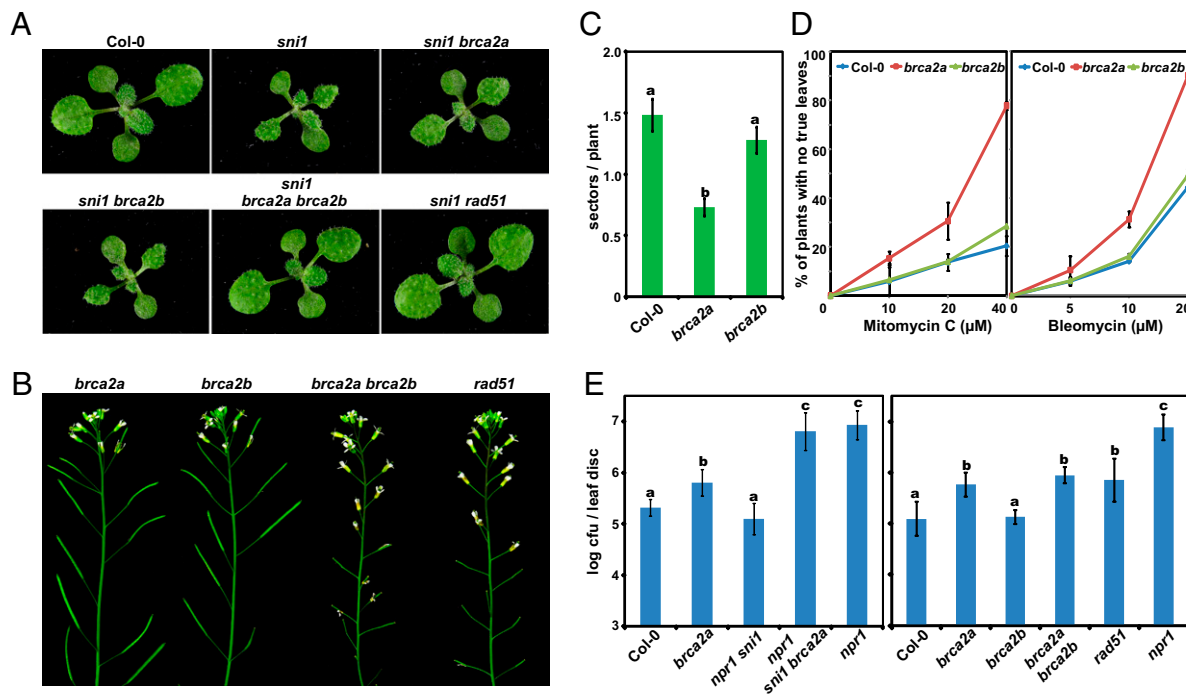 A
Col-0 sni1 sni1 brca2a
sni1 brca2b sni1
brca2a brca2b sni1 rad51
B
brca2a brca2b brca2a brca2b rad51
C
2.0
1.5
1.0
0.5
0
sectors / plant
a
b
a
Col-0 brca2a brca2b
D
% of plants with no true leaves
100
80
60
40
20
Col-0 brca2a brca2b
0 10 20 40
Mitomycin C (µM)
Col-0 brca2a brca2b
0 5 10 20
Bleomycin (µM)
E
log cfu / leaf disc
7
6
5
4
3
a b a c c
Col-0 brca2a npr1 sni1 npr1
sni1 brca2a npr1
a b a b b c
Col-0 brca2a brca2b brca2a
brca2b rad51 npr1